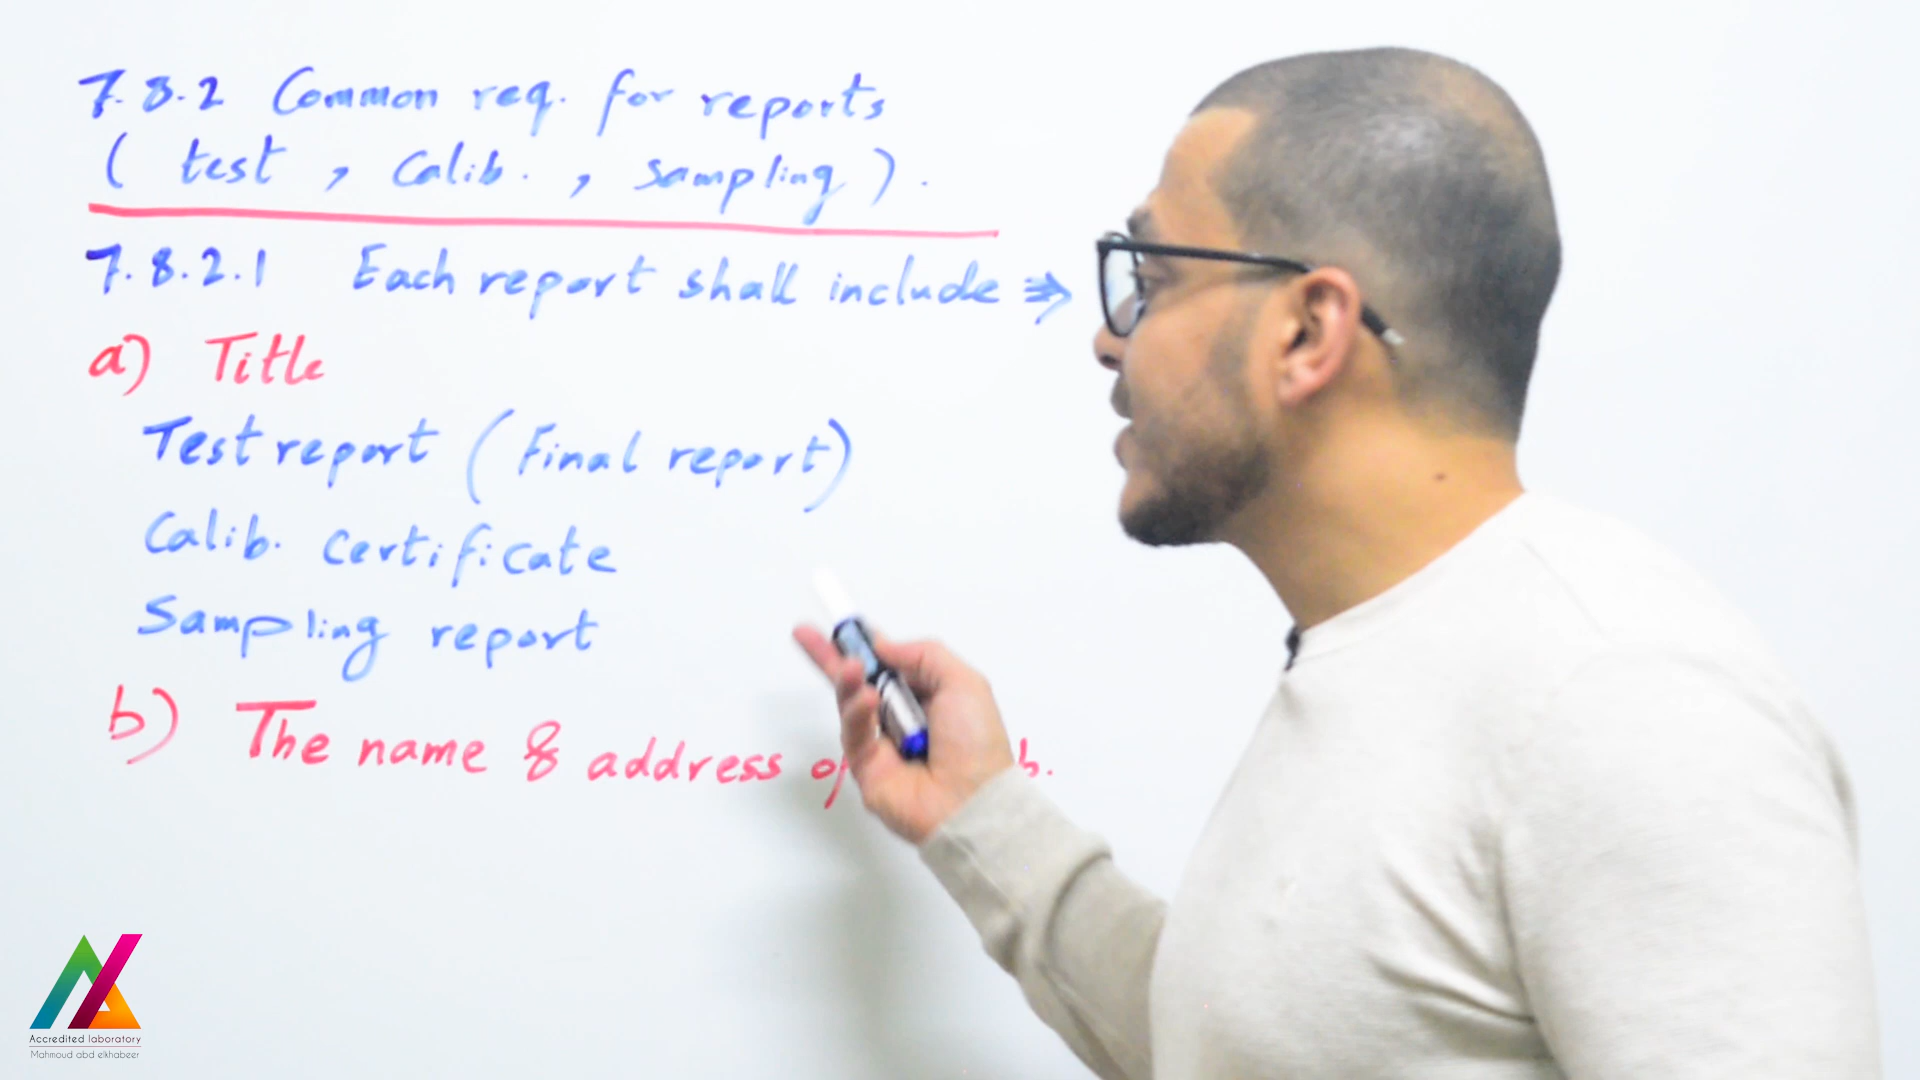 7.8.2 Common req. for reports
( test , Calib. , sampling ) .
7.8.2.1 Each report shall include ⇒
a) Title
Test report ( Final report )
Calib. certificate
Sampling report
b) The name & address of b.
Accredited laboratory
Mahmoud abd elkhabeer